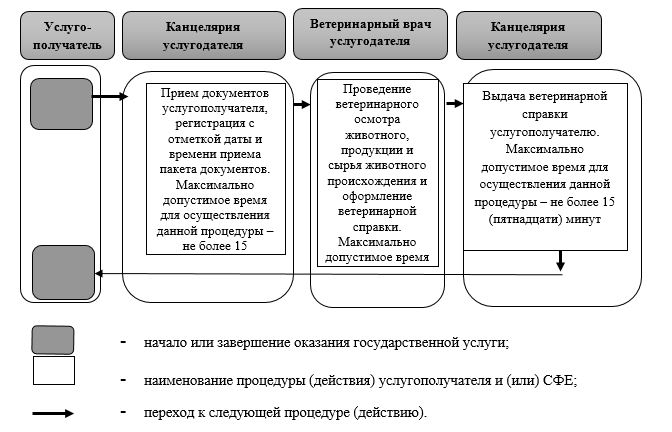 Услуго-
получатель
Канцелярия
услугодателя
Ветеринарный врач
услугодателя
Канцелярия
услугодателя
Прием документов
услугополучателя,
регистрация с
отметкой даты и
времени приема
пакета документов.
Максимально
допустимое время
для осуществления
данной процедуры –
не более 15
Проведение
ветеринарного
осмотра
животного,
продукции и
сырья животного
происхождения и
оформление
ветеринарной
справки.
Максимально
допустимое время
Выдача ветеринарной
справки
услугополучателю.
Максимально
допустимое время для
осуществления данной
процедуры – не более 15
(пятнадцати) минут
- начало или завершение оказания государственной услуги;
- наименование процедуры (действия) услугополучателя и (или) СФЕ;
- переход к следующей процедуре (действию).